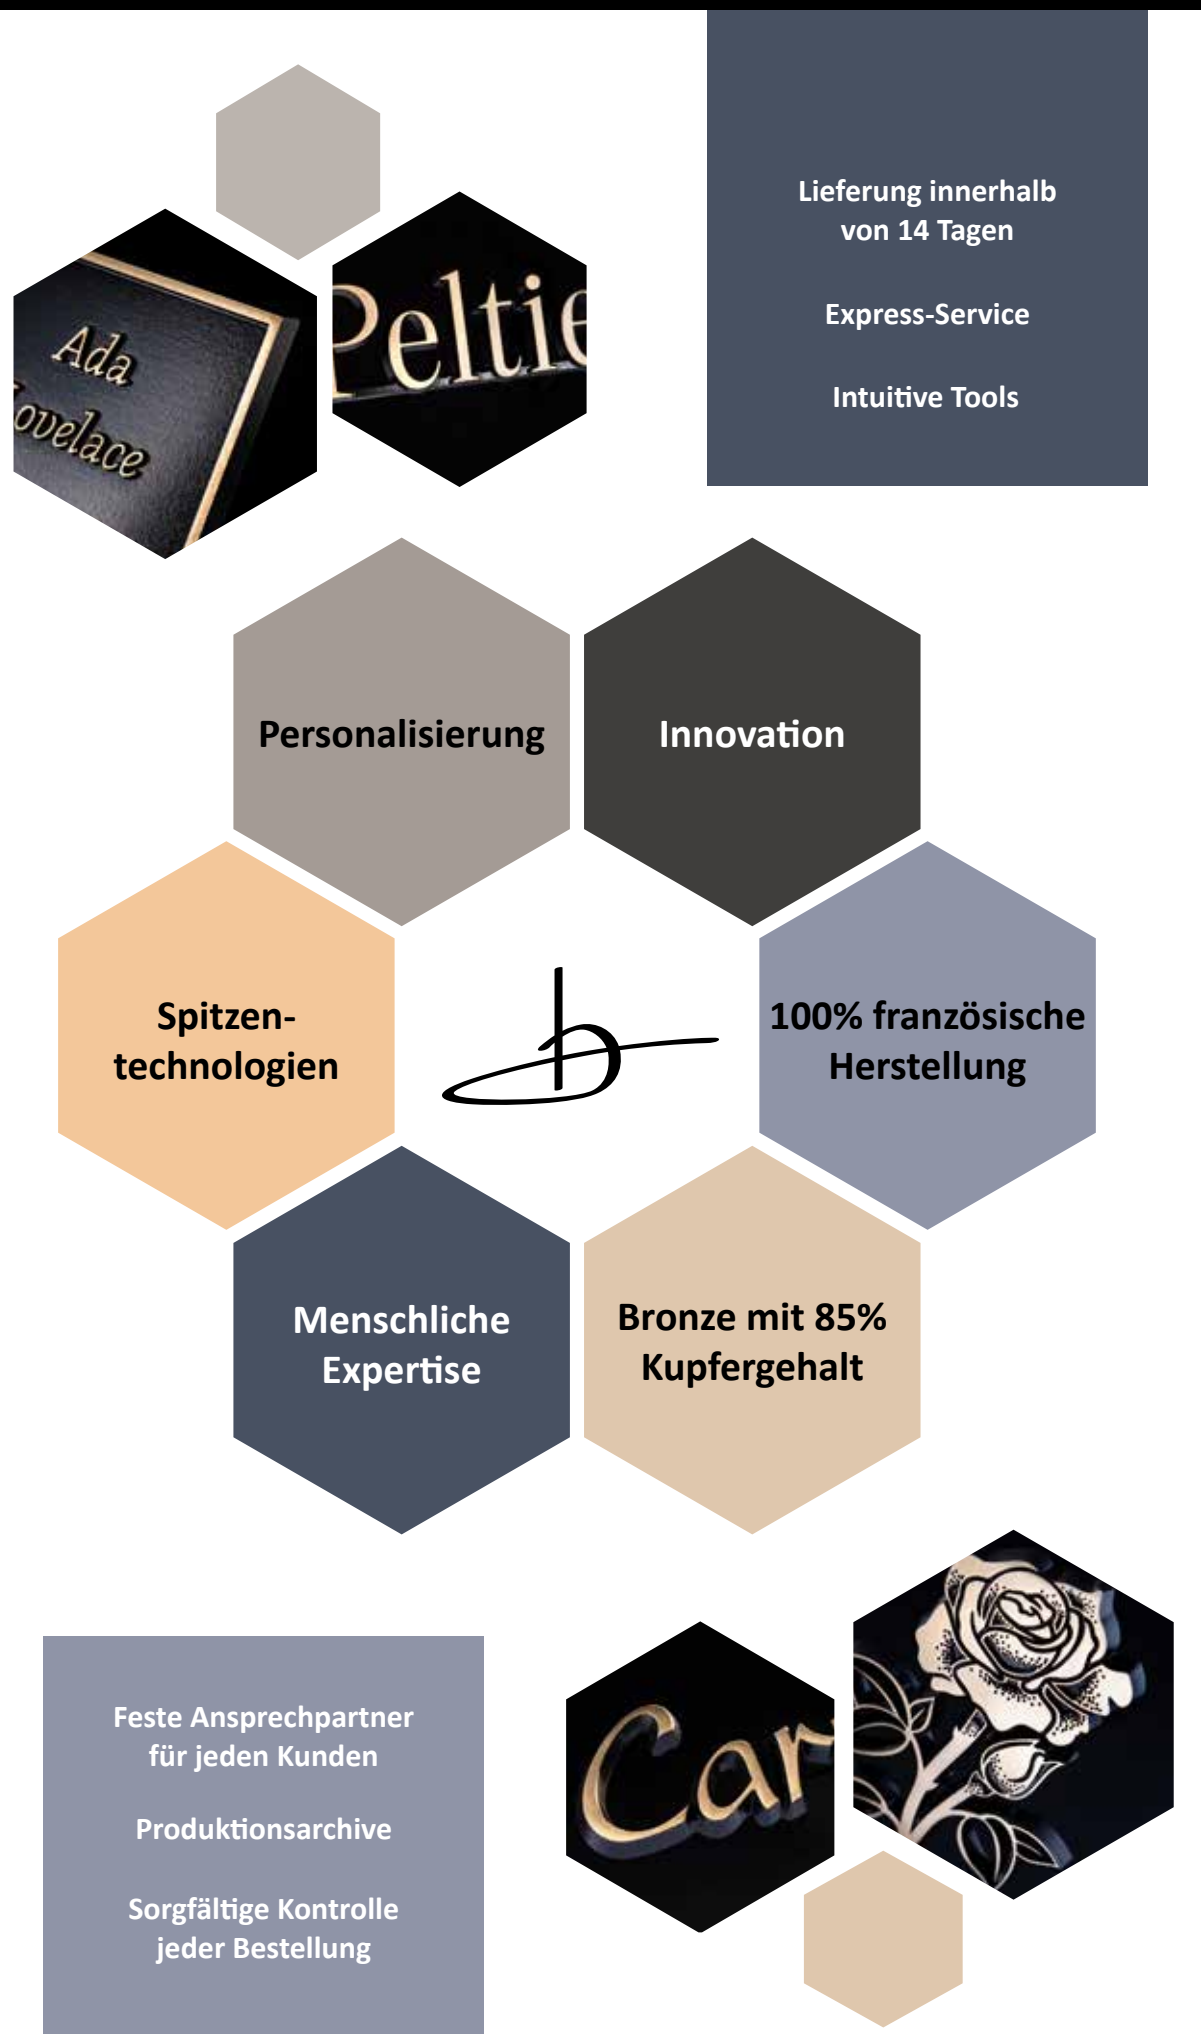 Lieferung innerhalb
von 14 Tagen
Express-Service
Intuitive Tools
Ada
Lovelace
Peltie
Personalisierung
Innovation
Spitzen-
technologien
100% französische
Herstellung
Menschliche
Expertise
Bronze mit 85%
Kupfergehalt
Feste Ansprechpartner
für jeden Kunden
Produktionsarchive
Sorgfältige Kontrolle
jeder Bestellung
Car